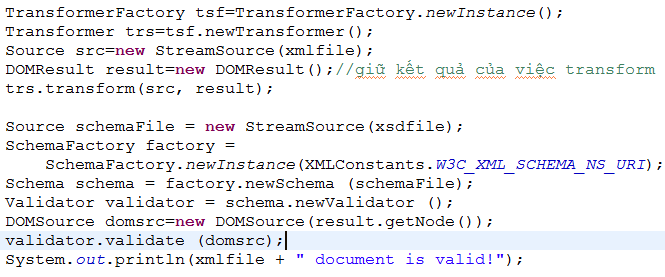 TransformerFactory tsf=TransformerFactory.newInstance();
Transformer trs=tsf.newTransformer();
Source src=new StreamSource(xmlfile);
DOMResult result=new DOMResult();//giữ kết quả của việc transform
trs.transform(src, result);
Source schemaFile = new StreamSource(xsdfile);
SchemaFactory factory =
SchemaFactory.newInstance(XMLConstants.W3C_XML_SCHEMA_NS_URI);
Schema schema = factory.newSchema (schemaFile);
Validator validator = schema.newValidator ();
DOMSource domsrc=new DOMSource(result.getNode());
validator.validate (domsrc);
System.out.println(xmlfile + " document is valid!");